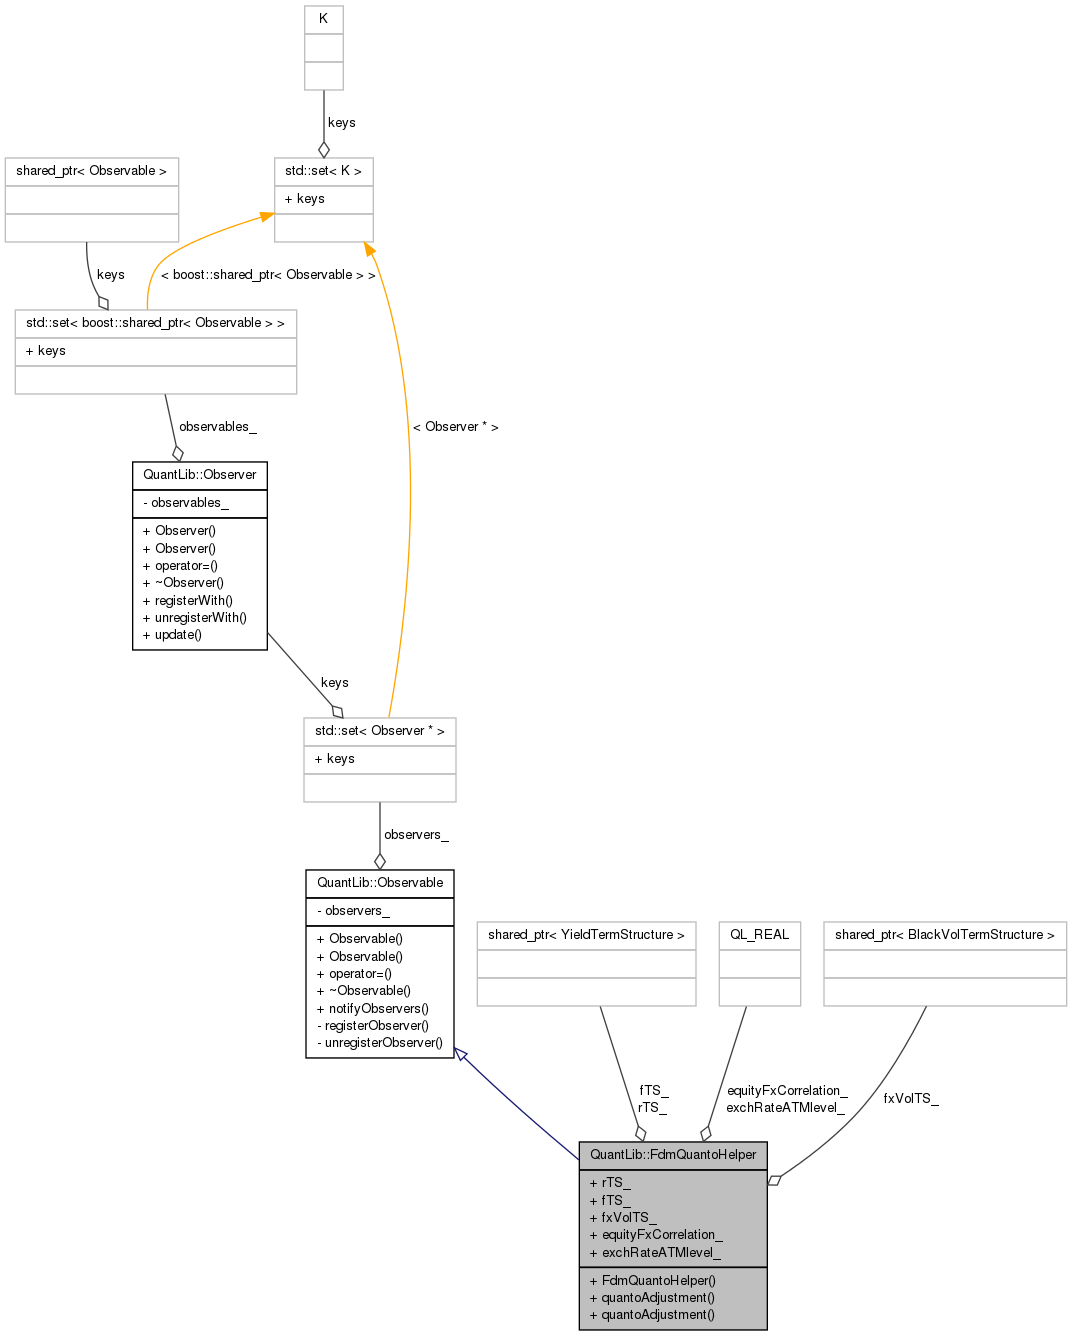 K
keys
shared_ptr< Observable >
std::set< K >
+ keys
keys
< boost::shared_ptr< Observable > >
std::set< boost::shared_ptr< Observable > >
+ keys
observables_
< Observer * >
QuantLib::Observer
- observables_
+ Observer()
+ Observer()
+ operator=()
+ ~Observer()
+ registerWith()
+ unregisterWith()
+ update()
keys
std::set< Observer * >
+ keys
observers_
QuantLib::Observable
- observers_
+ Observable()
+ Observable()
+ operator=()
+ ~Observable()
+ notifyObservers()
- registerObserver()
- unregisterObserver()
shared_ptr< YieldTermStructure >
QL_REAL
shared_ptr< BlackVolTermStructure >
fTS_
rTS_
equityFxCorrelation_
exchRateATMlevel_
fxVolTS_
QuantLib::FdmQuantoHelper
+ rTS_
+ fTS_
+ fxVolTS_
+ equityFxCorrelation_
+ exchRateATMlevel_
+ FdmQuantoHelper()
+ quantoAdjustment()
+ quantoAdjustment()